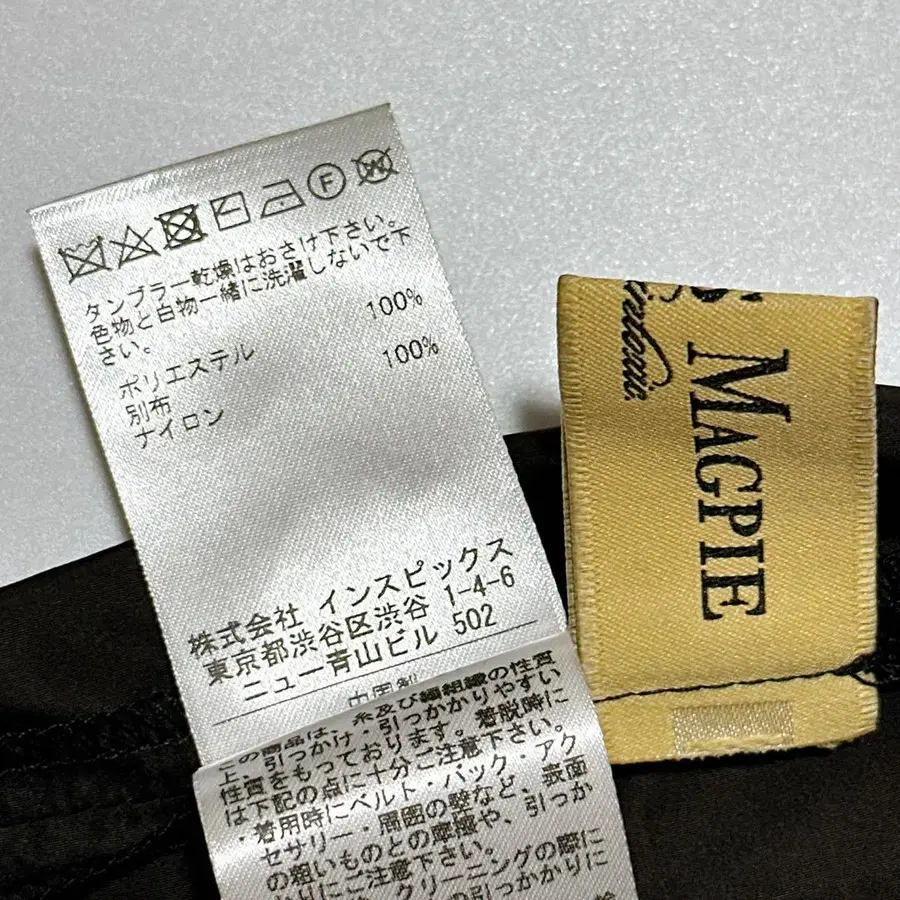 F
W
タンブラー乾燥はおさけ下さい。
色物と白物一緒に洗濯しないで下
さい。
ポリエステル 100%
別布
ナイロン 100%
株式会社 インスピックス
東京都渋谷区渋谷 1-4-6
ニュー青山ビル 502
中国製
この商品は、糸及び編組織の性質
上、引っかけ・引っかかりやすい
性質をもっております。着脱時に
は下記の点に十分ご注意下さい。
・着用時にベルト・バック・アク
セサリー・周囲の壁など、表面
の粗いものとの摩擦や、引っか
かりにご注意下さい。
クリーニングの際に
の引っかかりに
MAGPIE